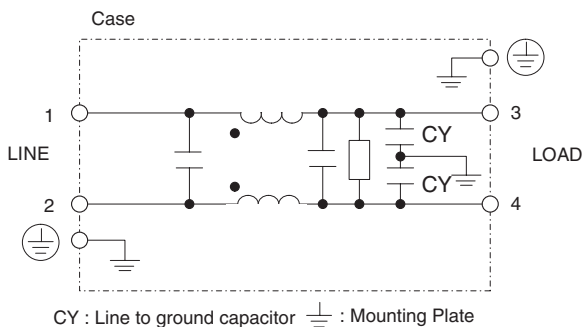 Case
1
3
LINE
CY
LOAD
CY
2
4
CY : Line to ground capacitor : Mounting Plate